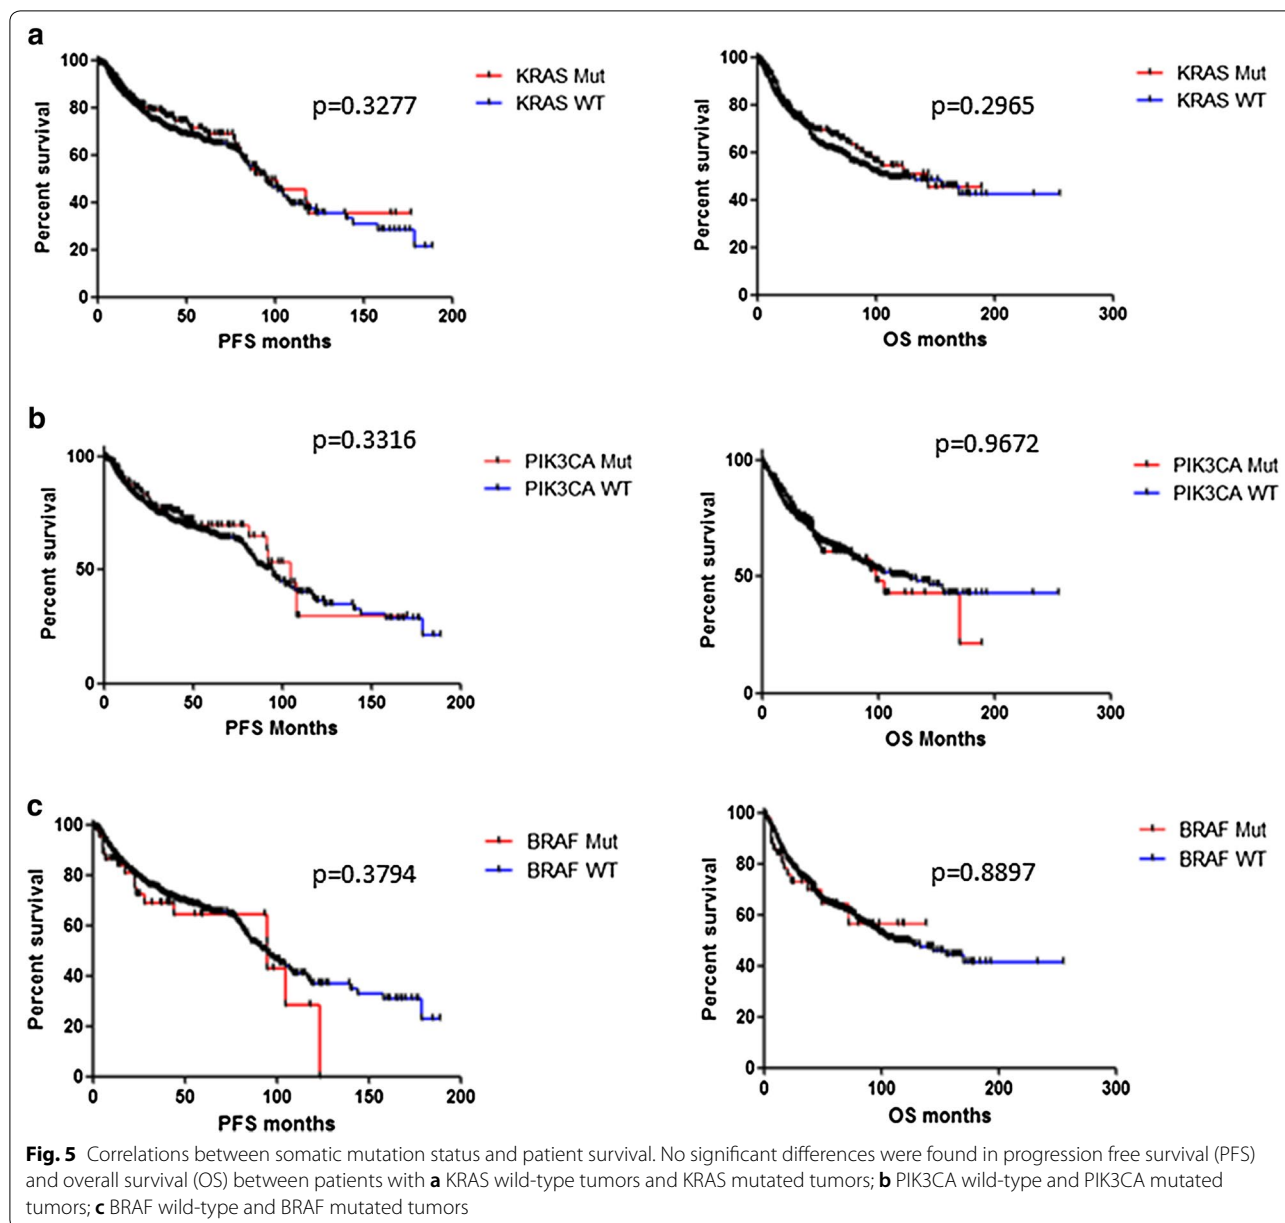 a
100
80
60
40
20
0
Percent survival
0 50 100 150 200
PFS months
p=0.3277
KRAS Mut
KRAS WT
100
80
60
40
20
0
Percent survival
0 100 200 300
OS months
p=0.2965
KRAS Mut
KRAS WT
b
100
50
0
Percent survival
0 50 100 150 200
PFS Months
p=0.3316
PIK3CA Mut
PIK3CA WT
100
50
0
Percent survival
0 100 200 300
OS Months
p=0.9672
PIK3CA Mut
PIK3CA WT
c
100
80
60
40
20
0
Percent survival
0 50 100 150 200
PFS months
p=0.3794
BRAF Mut
BRAF WT
100
80
60
40
20
0
Percent survival
0 100 200 300
OS months
p=0.8897
BRAF Mut
BRAF WT
Fig. 5 Correlations between somatic mutation status and patient survival. No significant differences were found in progression free survival (PFS)
and overall survival (OS) between patients with a KRAS wild-type tumors and KRAS mutated tumors; b PIK3CA wild-type and PIK3CA mutated
tumors; c BRAF wild-type and BRAF mutated tumors